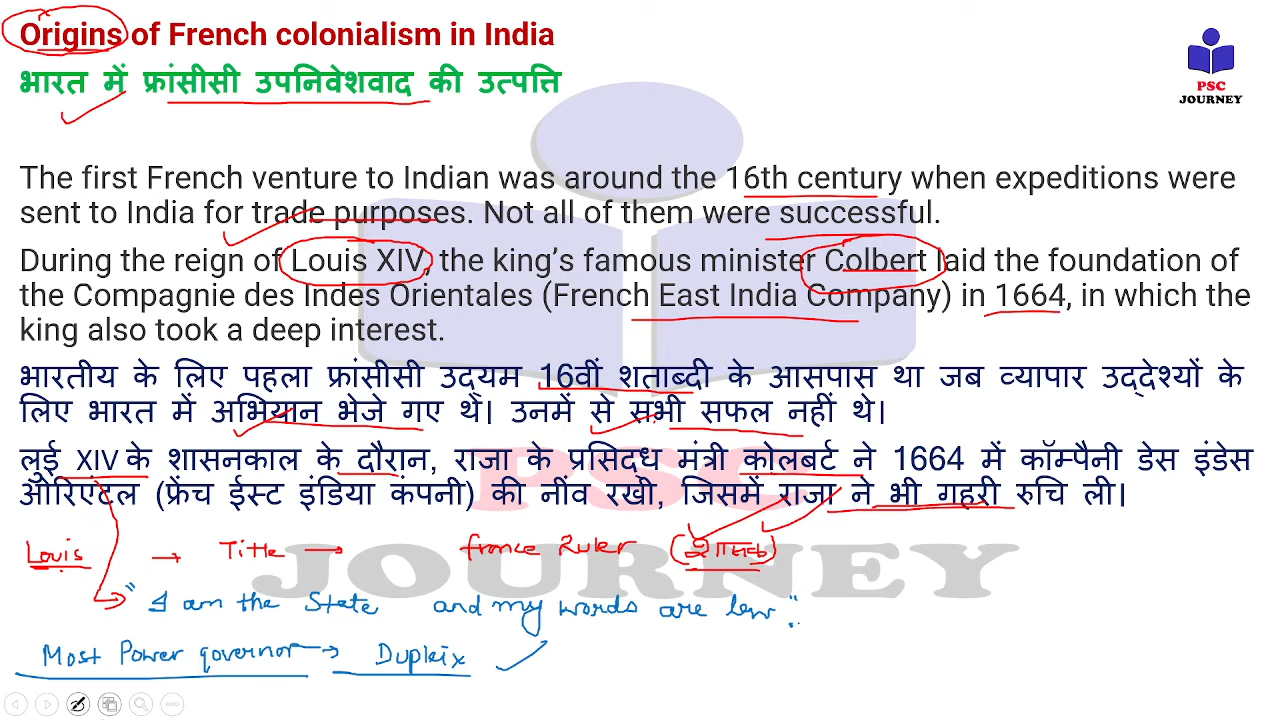 Origins of French colonialism in India
भारत में फ्रांसीसी उपनिवेशवाद की उत्पत्ति
PSC
JOURNEY
The first French venture to Indian was around the 16th century when expeditions were
sent to India for trade purposes. Not all of them were successful.
During the reign of Louis XIV, the king's famous minister Colbert laid the foundation of
the Compagnie des Indes Orientales (French East India Company) in 1664, in which the
king also took a deep interest.
भारतीय के लिए पहला फ्रांसीसी उद्यम 16वीं शताब्दी के आसपास था जब व्यापार उद्देश्यों के
लिए भारत में अभियान भेजे गए थे। उनमें से सभी सफल नहीं थे।
लुई XIV के शासनकाल के दौरान, राजा के प्रसिद्ध मंत्री कोलबर्ट ने 1664 में कॉम्पैनी डेस इंडेस
ओरिएंटल (फ्रेंच ईस्ट इंडिया कंपनी) की नींव रखी, जिसमें राजा ने भी गहरी रुचि ली।
PSC
Louis → Title → france Ruler (शासक)
JOURNEY
"I am the State and my words are law".
Most Power governor → Dupleix